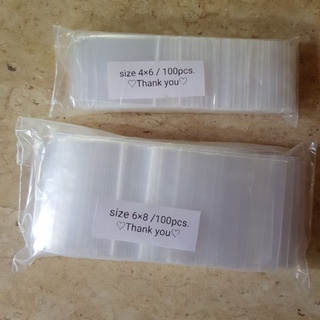 size 4×6 / 100pcs.
♡Thank you♡
size 6×8 /100pcs.
♡Thank you♡